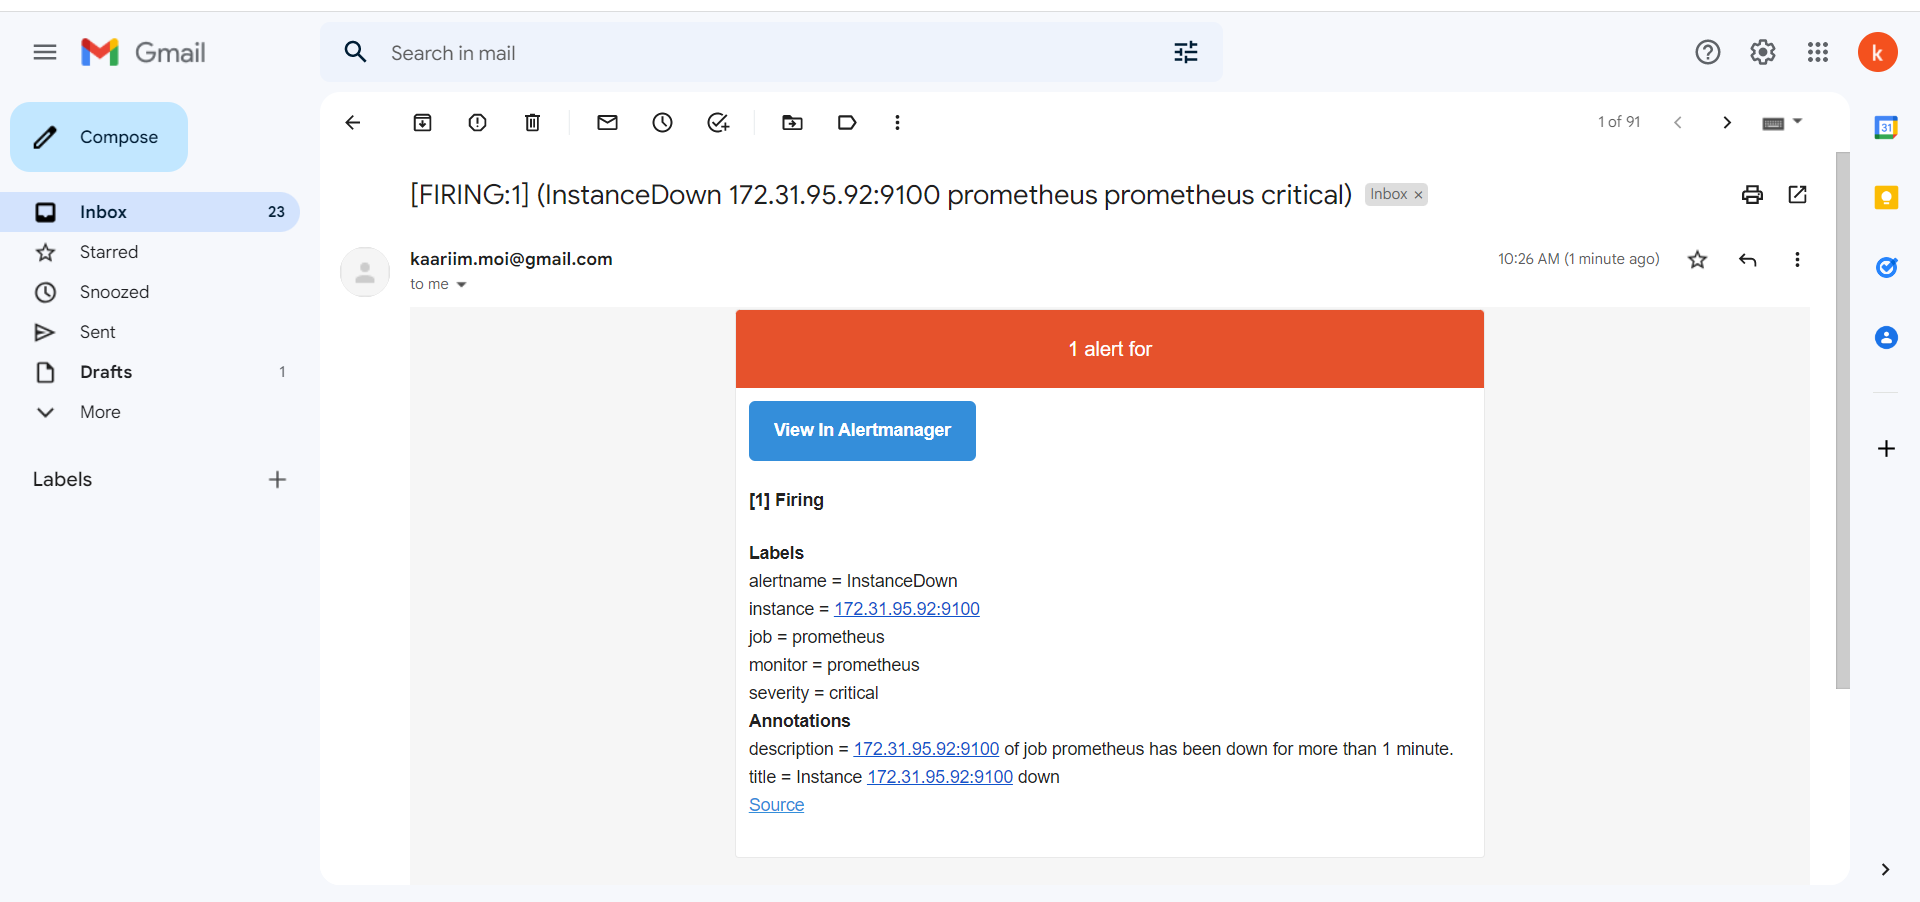 Gmail
Search in mail
k
Compose
1 of 91
31
Inbox 23
Starred
Snoozed
Sent
Drafts 1
More
Labels
[FIRING:1] (InstanceDown 172.31.95.92:9100 prometheus prometheus critical) Inbox ×
kaariim.moi@gmail.com 10:26 AM (1 minute ago)
to me
1 alert for
View In Alertmanager
[1] Firing
Labels
alertname = InstanceDown
instance = 172.31.95.92:9100
job = prometheus
monitor = prometheus
severity = critical
Annotations
description = 172.31.95.92:9100 of job prometheus has been down for more than 1 minute.
title = Instance 172.31.95.92:9100 down
Source